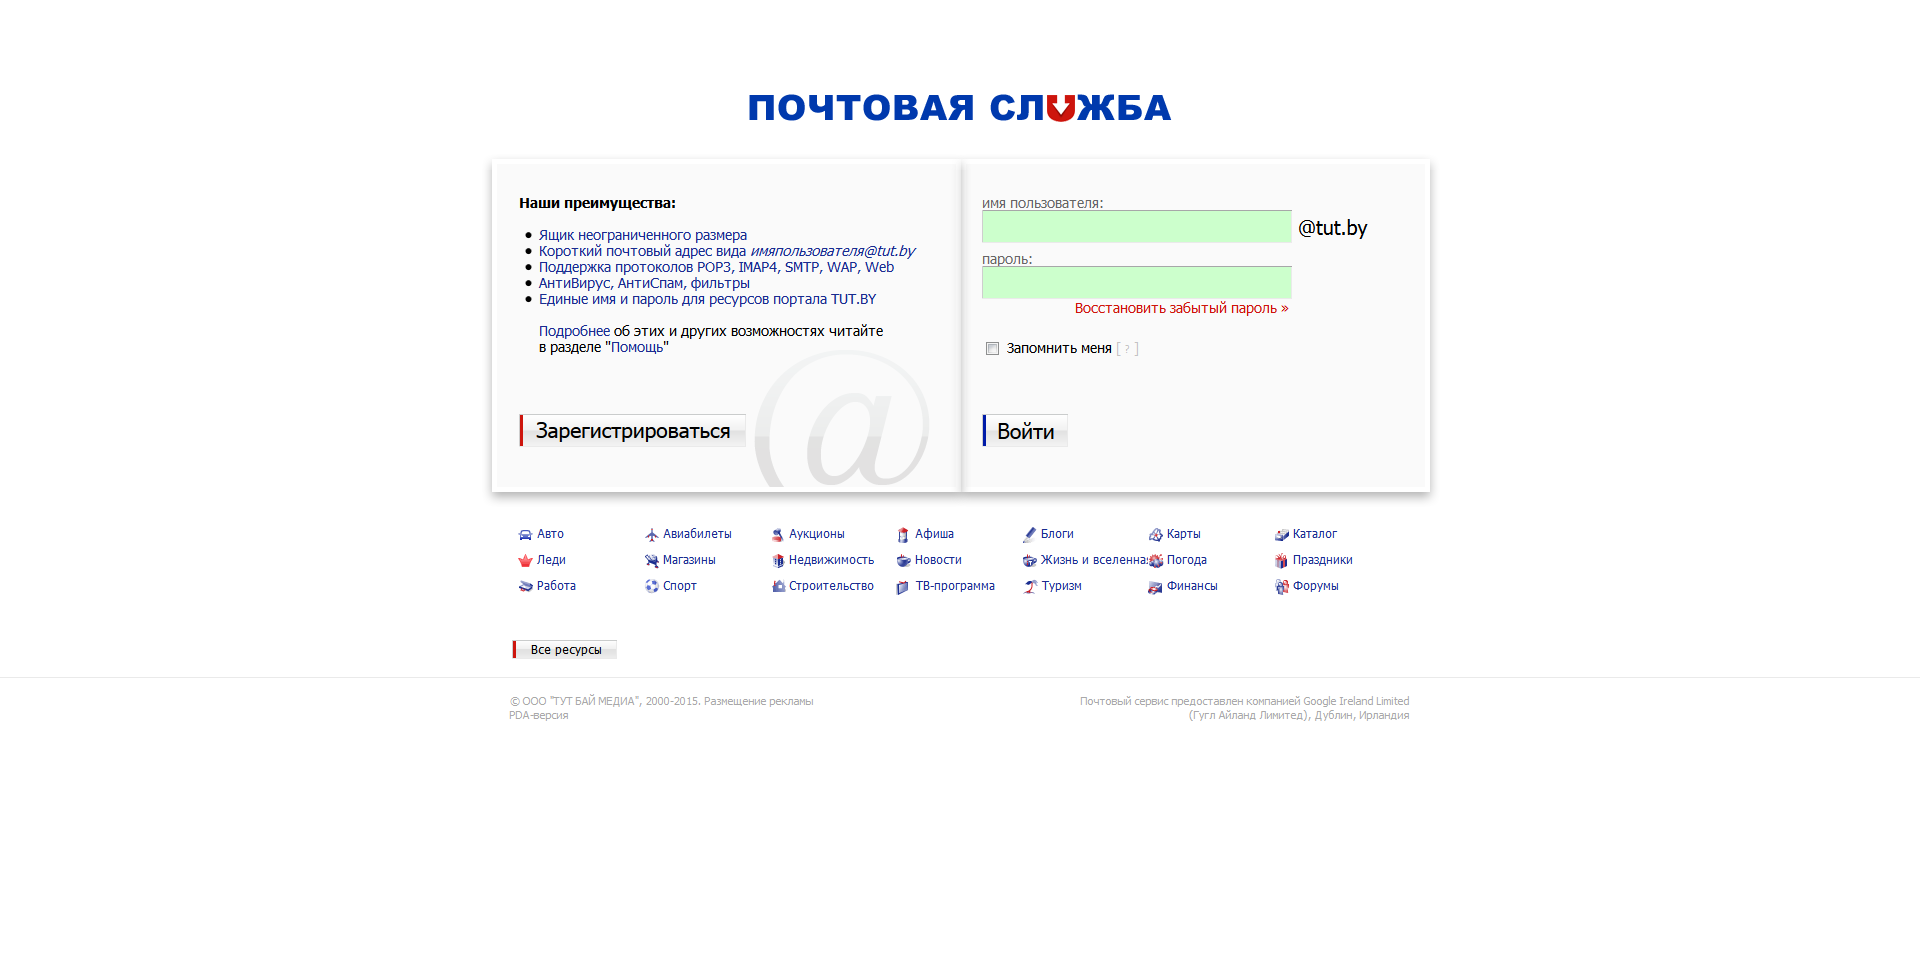 ПОЧТОВАЯ СЛУЖБА
Наши преимущества:
Ящик неограниченного размера
Короткий почтовый адрес вида имяпользователя@tut.by
Поддержка протоколов POP3, IMAP4, SMTP, WAP, Web
АнтиВирус, АнтиСпам, фильтры
Единые имя и пароль для ресурсов портала TUT.BY
Подробнее об этих и других возможностях читайте
в разделе "Помощь"
@
Зарегистрироваться
имя пользователя:
@tut.by
пароль:
Восстановить забытый пароль »
Запомнить меня [ ? ]
Войти
Авто Авиабилеты Аукционы Афиша Блоги Карты Каталог
Леди Магазины Недвижимость Новости Жизнь и вселенна Погода Праздники
Работа Спорт Строительство ТВ-программа Туризм Финансы Форумы
Все ресурсы
© ООО "ТУТ БАЙ МЕДИА", 2000-2015. Размещение рекламы
PDA-версия
Почтовый сервис предоставлен компанией Google Ireland Limited
(Гугл Айланд Лимитед), Дублин, Ирландия